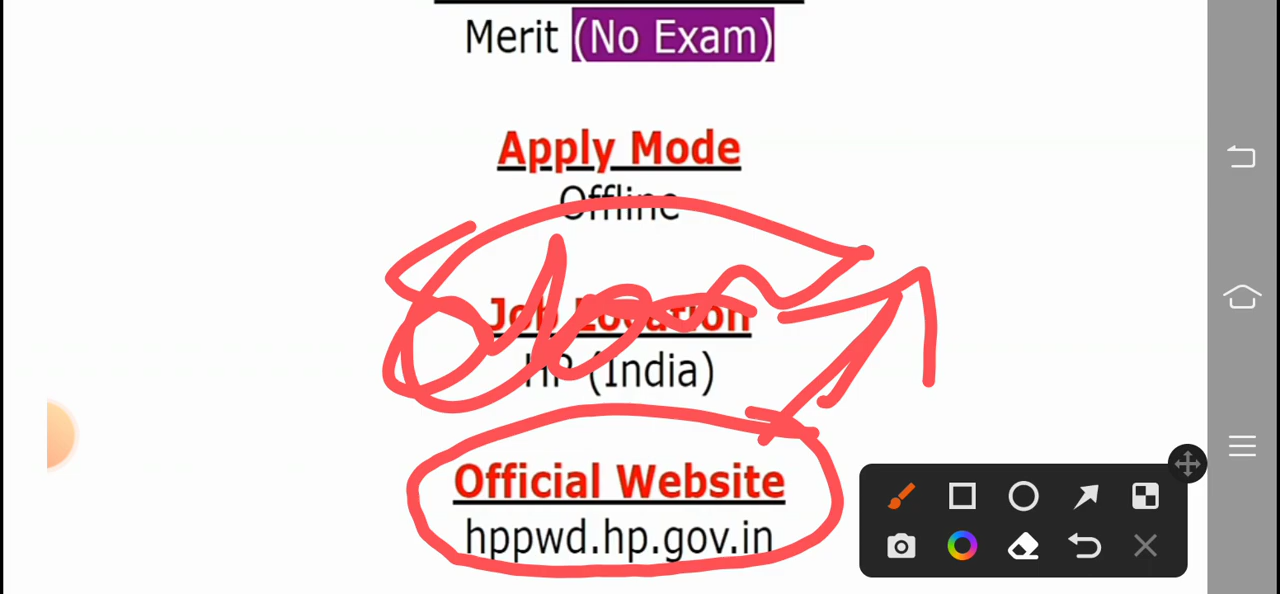 Merit (No Exam)
Apply Mode
Offline
Job Location
HP (India)
Official Website
hppwd.hp.gov.in